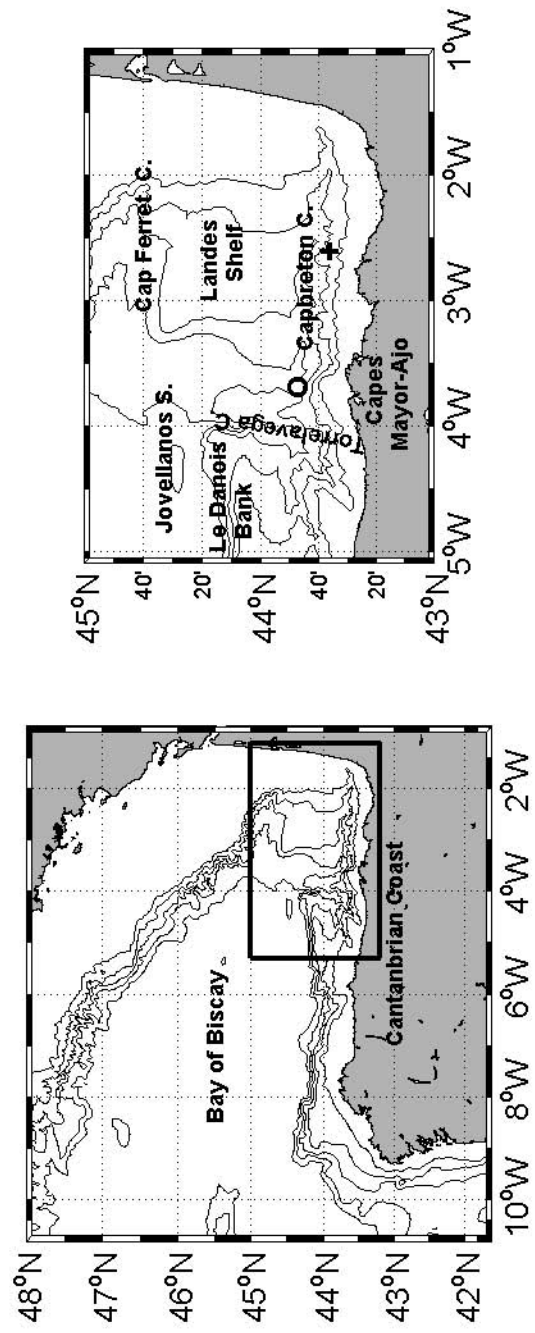 48°N
47°N
46°N
45°N
44°N
43°N
42°N
10°W 8°W 6°W 4°W 2°W
Bay of Biscay
Cantanbrian Coast
45°N
40'
20'
44°N
40'
20'
43°N
5°W 4°W 3°W 2°W 1°W
Jovellanos S.
Cap Ferret C.
Le Danois
Bank
Landes
Shelf
Torrelavega C.
Capbreton C.
Capes
Mayor-Ajo